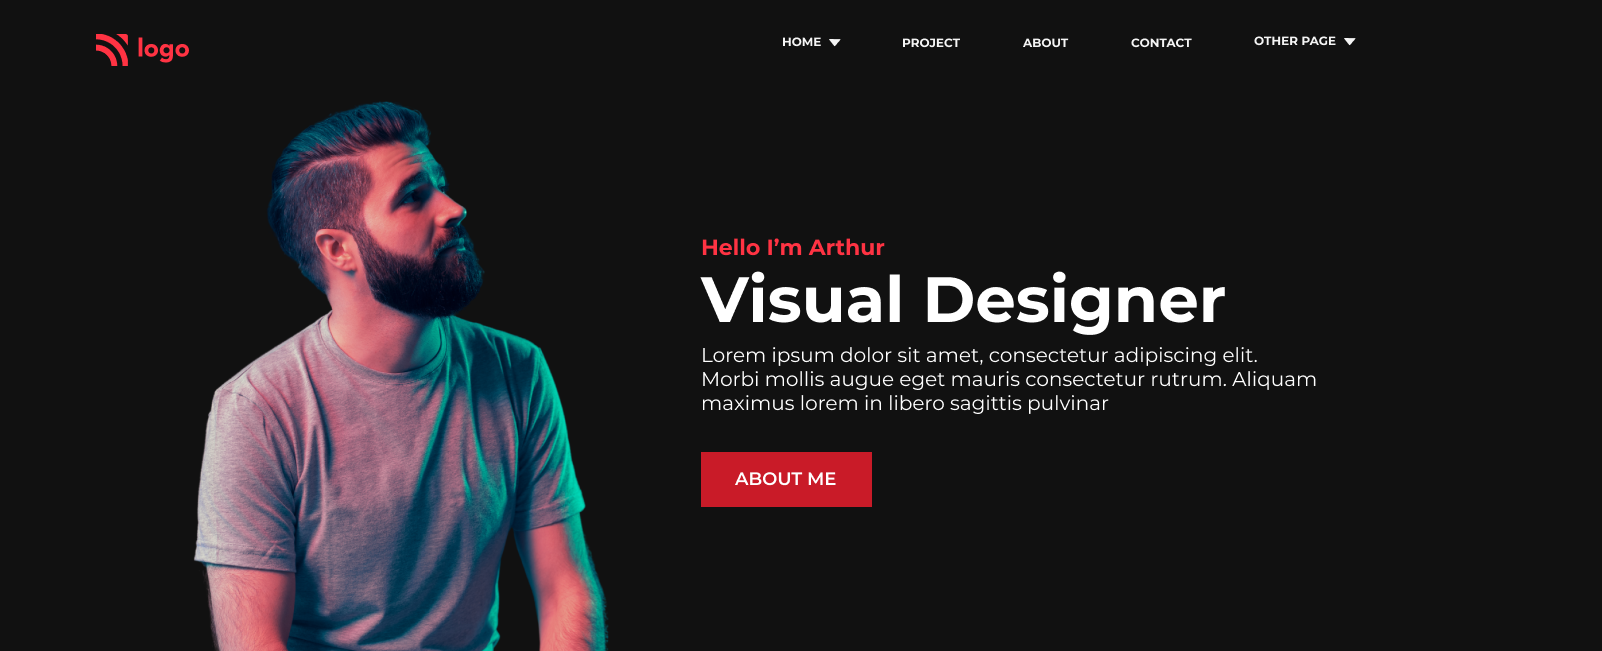 logo
HOME
PROJECT
ABOUT
CONTACT
OTHER PAGE
Hello I’m Arthur
Visual Designer
Lorem ipsum dolor sit amet, consectetur adipiscing elit.
Morbi mollis augue eget mauris consectetur rutrum. Aliquam
maximus lorem in libero sagittis pulvinar
ABOUT ME